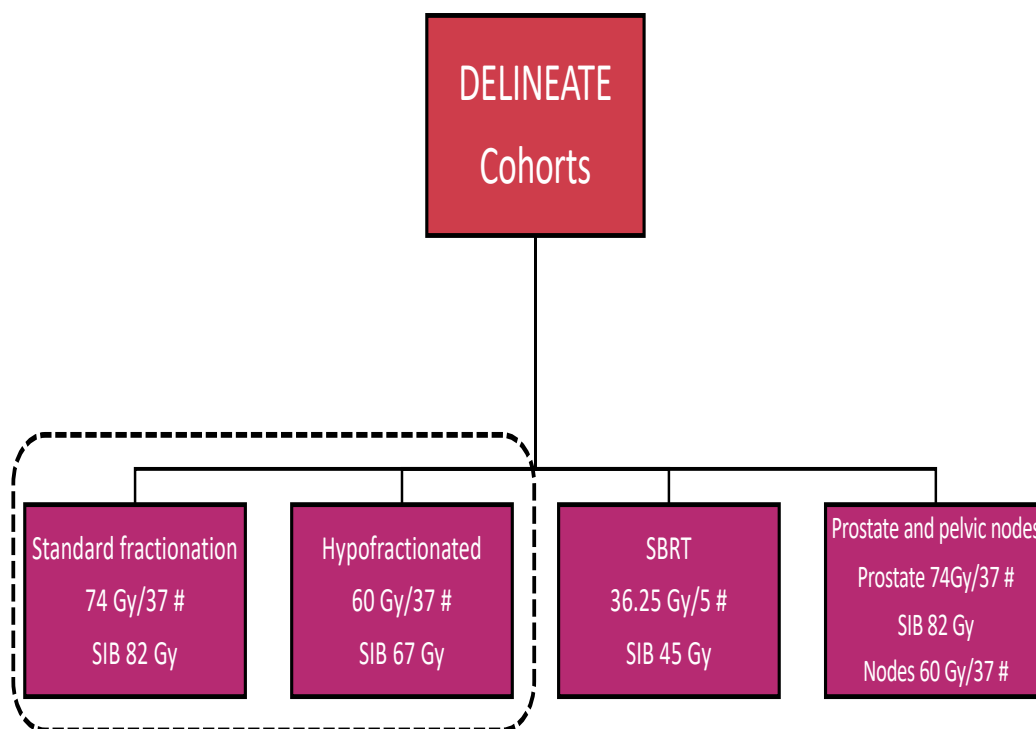 DELINEATE
Cohorts
Standard fractionation
74 Gy/37 #
SIB 82 Gy
Hypofractionated
60 Gy/37 #
SIB 67 Gy
SBRT
36.25 Gy/5 #
SIB 45 Gy
Prostate and pelvic nodes
Prostate 74Gy/37 #
SIB 82 Gy
Nodes 60 Gy/37 #